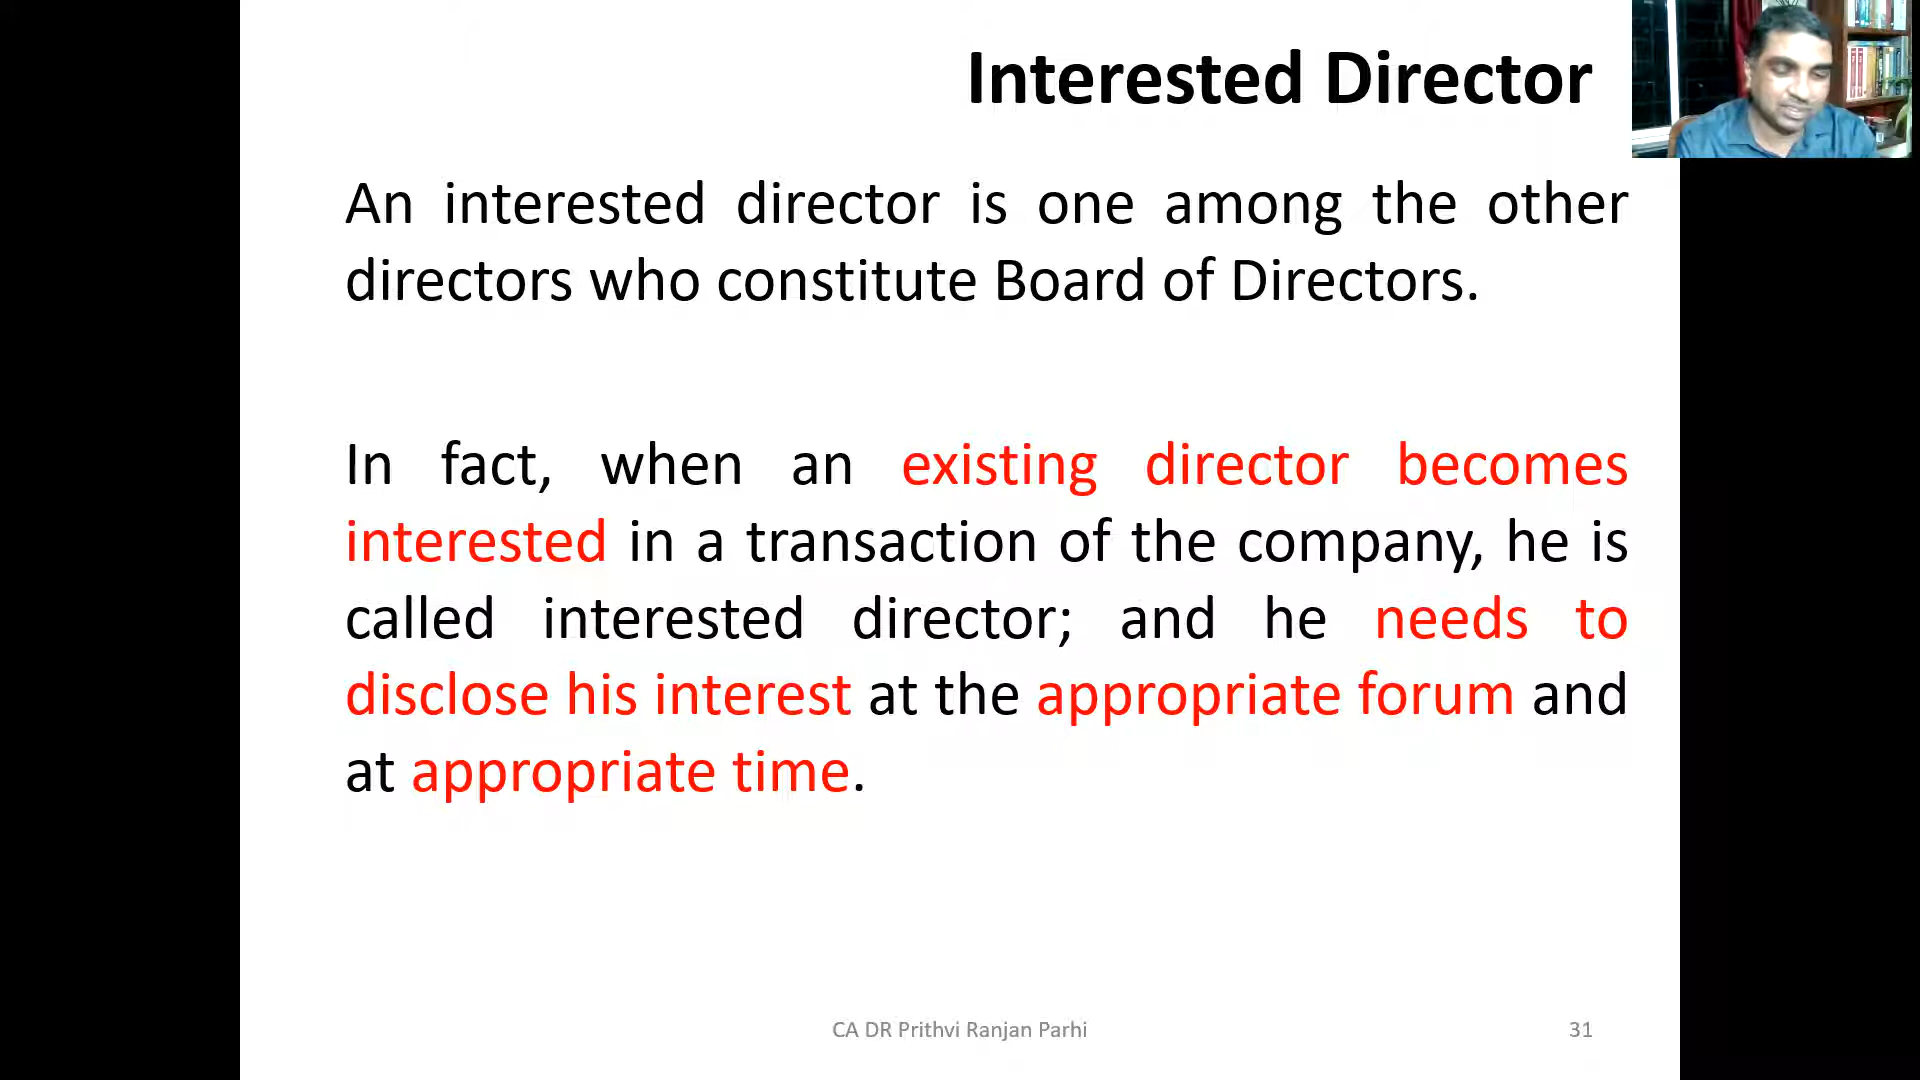 Interested Director
An interested director is one among the other
directors who constitute Board of Directors.
In fact, when an existing director becomes
interested in a transaction of the company, he is
called interested director; and he needs to
disclose his interest at the appropriate forum and
at appropriate time.
CA DR Prithvi Ranjan Parhi
31